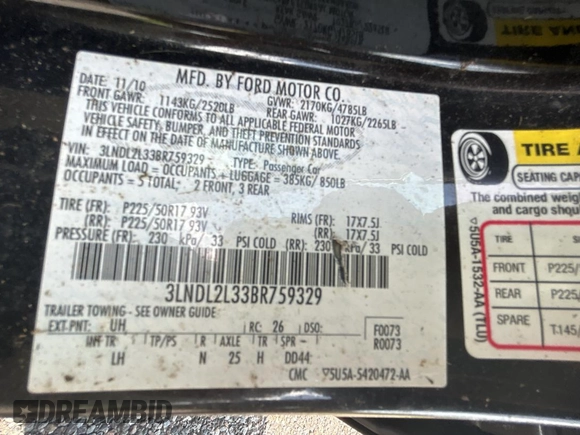 MFD. BY FORD MOTOR CO.
DATE: 11/10 GVWR: 2170KG/4785LB
FRONT GAWR: 1143KG/2520LB REAR GAWR: 1027KG/2265LB
THIS VEHICLE CONFORMS TO ALL APPLICABLE FEDERAL MOTOR
VEHICLE SAFETY, BUMPER, AND THEFT PREVENTION STANDARDS
IN EFFECT ON THE DATE OF MANUFACTURE SHOWN ABOVE.
VIN: 3LNDL2L33BR759329 TYPE: Passenger Car
MAXIMUM LOAD = OCCUPANTS + LUGGAGE = 385KG/ 850LB
OCCUPANTS = 5 TOTAL; 2 FRONT, 3 REAR
TIRE (FR): P225/50R17 93V RIMS (FR): 17X7.5J
(RR): P225/50R17 93V (RR): 17X7.5J
PRESSURE (FR): 230 kPa/ 33 PSI COLD (RR): 230 kPa/ 33 PSI COLD
3LNDL2L33BR759329
TRAILER TOWING - SEE OWNER GUIDE
EXT-PNT: UH RC: 26 DSO: F0073
R0073
INT TR TP/PS R AXLE TR SPR
LH N 25 H DD44
CMC 5U5A-5420472-AA
TIRE A
SEATING CAP
The combined weig
and cargo shou
TIRE
FRONT P225/
REAR P225/
SPARE T.145/
5U5A-1532-AA (TLU)
DREAMBID